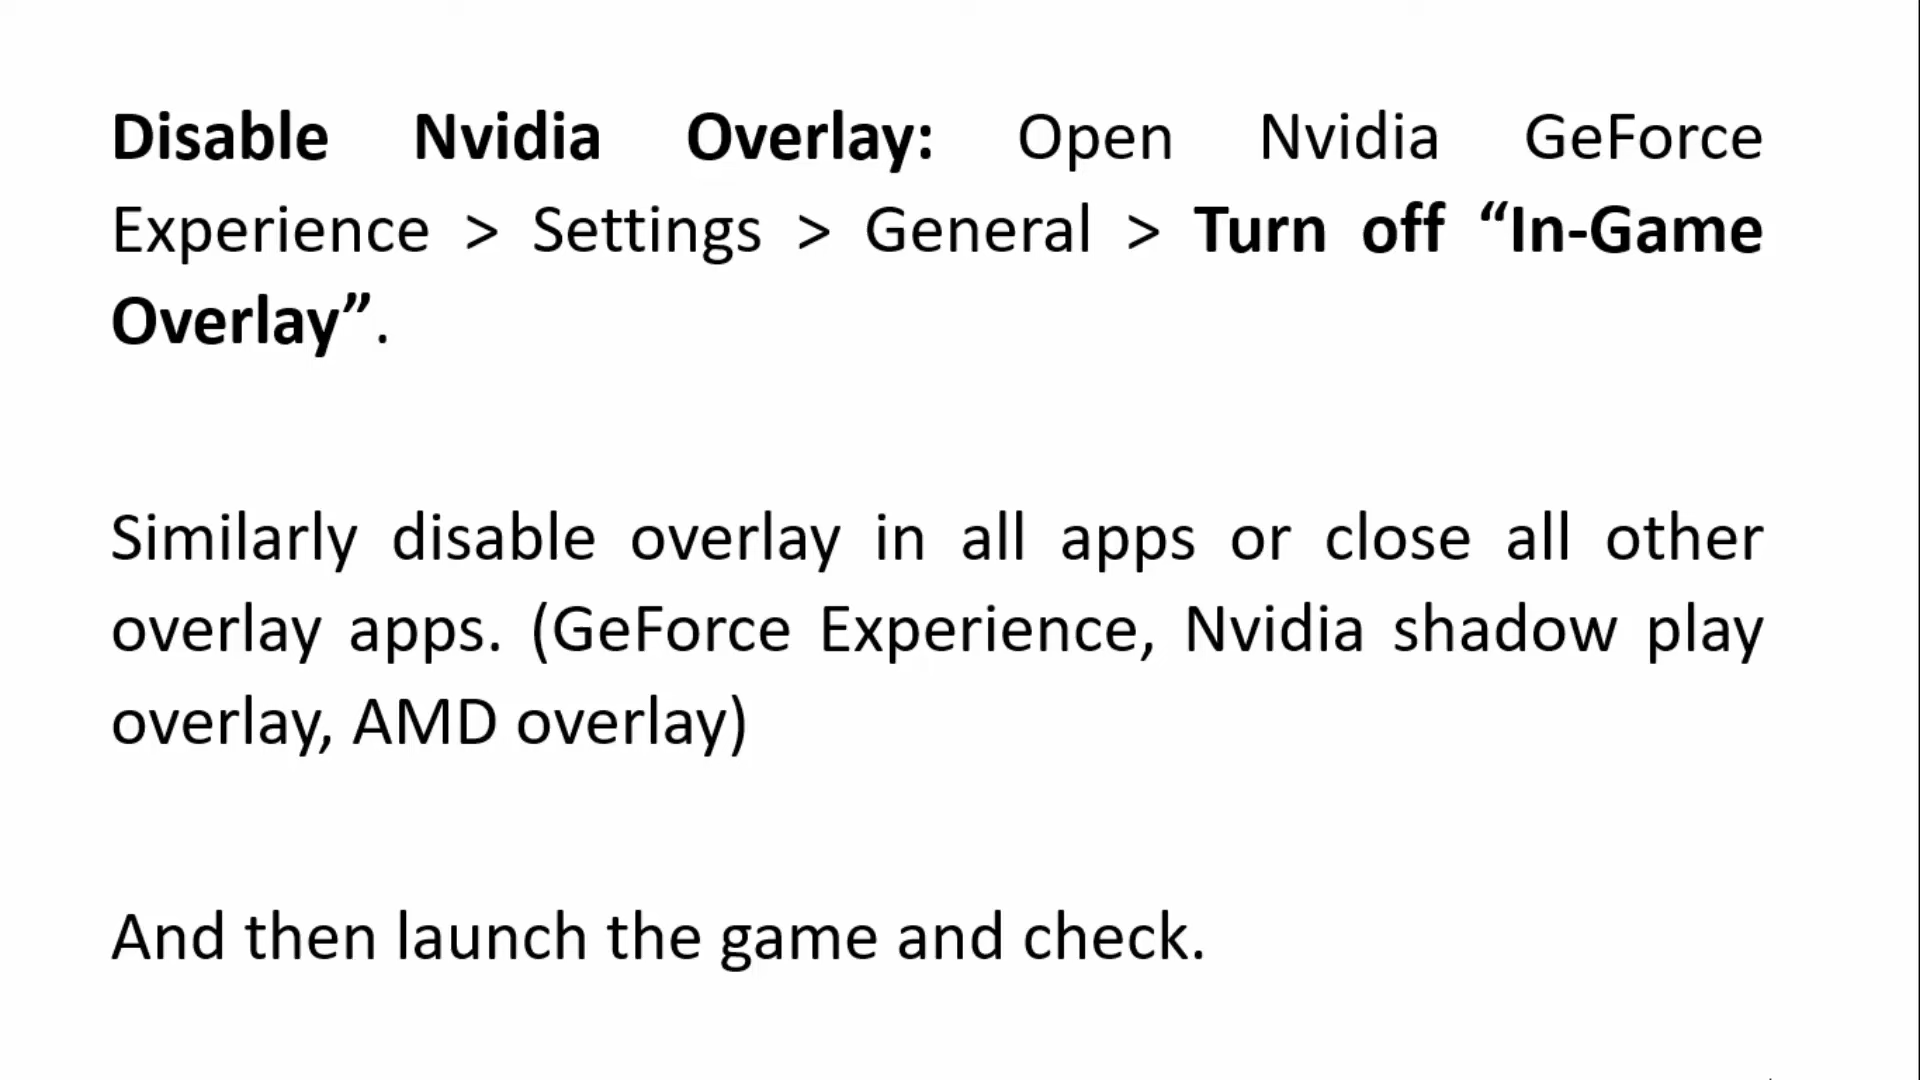 Disable Nvidia Overlay: Open Nvidia GeForce
Experience > Settings > General > Turn off “In-Game
Overlay”.
Similarly disable overlay in all apps or close all other
overlay apps. (GeForce Experience, Nvidia shadow play
overlay, AMD overlay)
And then launch the game and check.